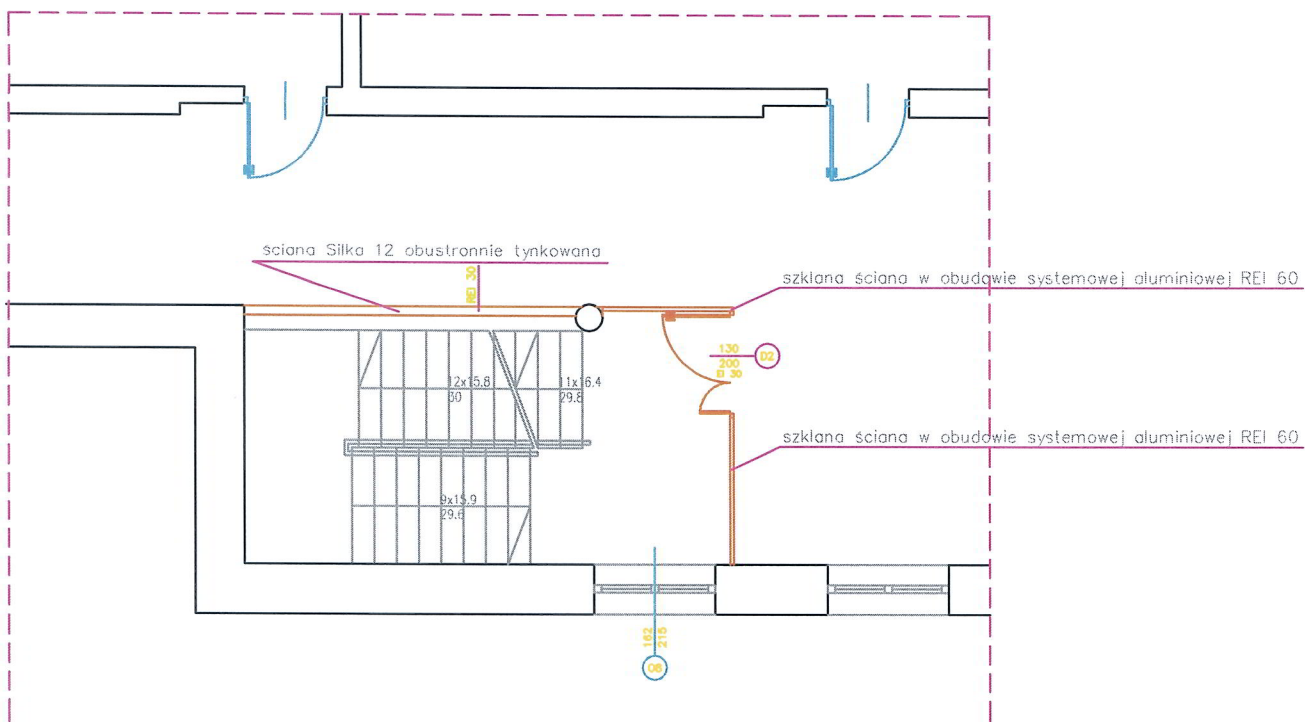 ściana Silka 12 obustronnie tynkowana
REI 30
szklana ściana w obudowie systemowej aluminiowej REI 60
130
200
EI 30
D2
12x15.8
30
11x16.4
29.8
szklana ściana w obudowie systemowej aluminiowej REI 60
9x15.9
29.6
162
215
O6